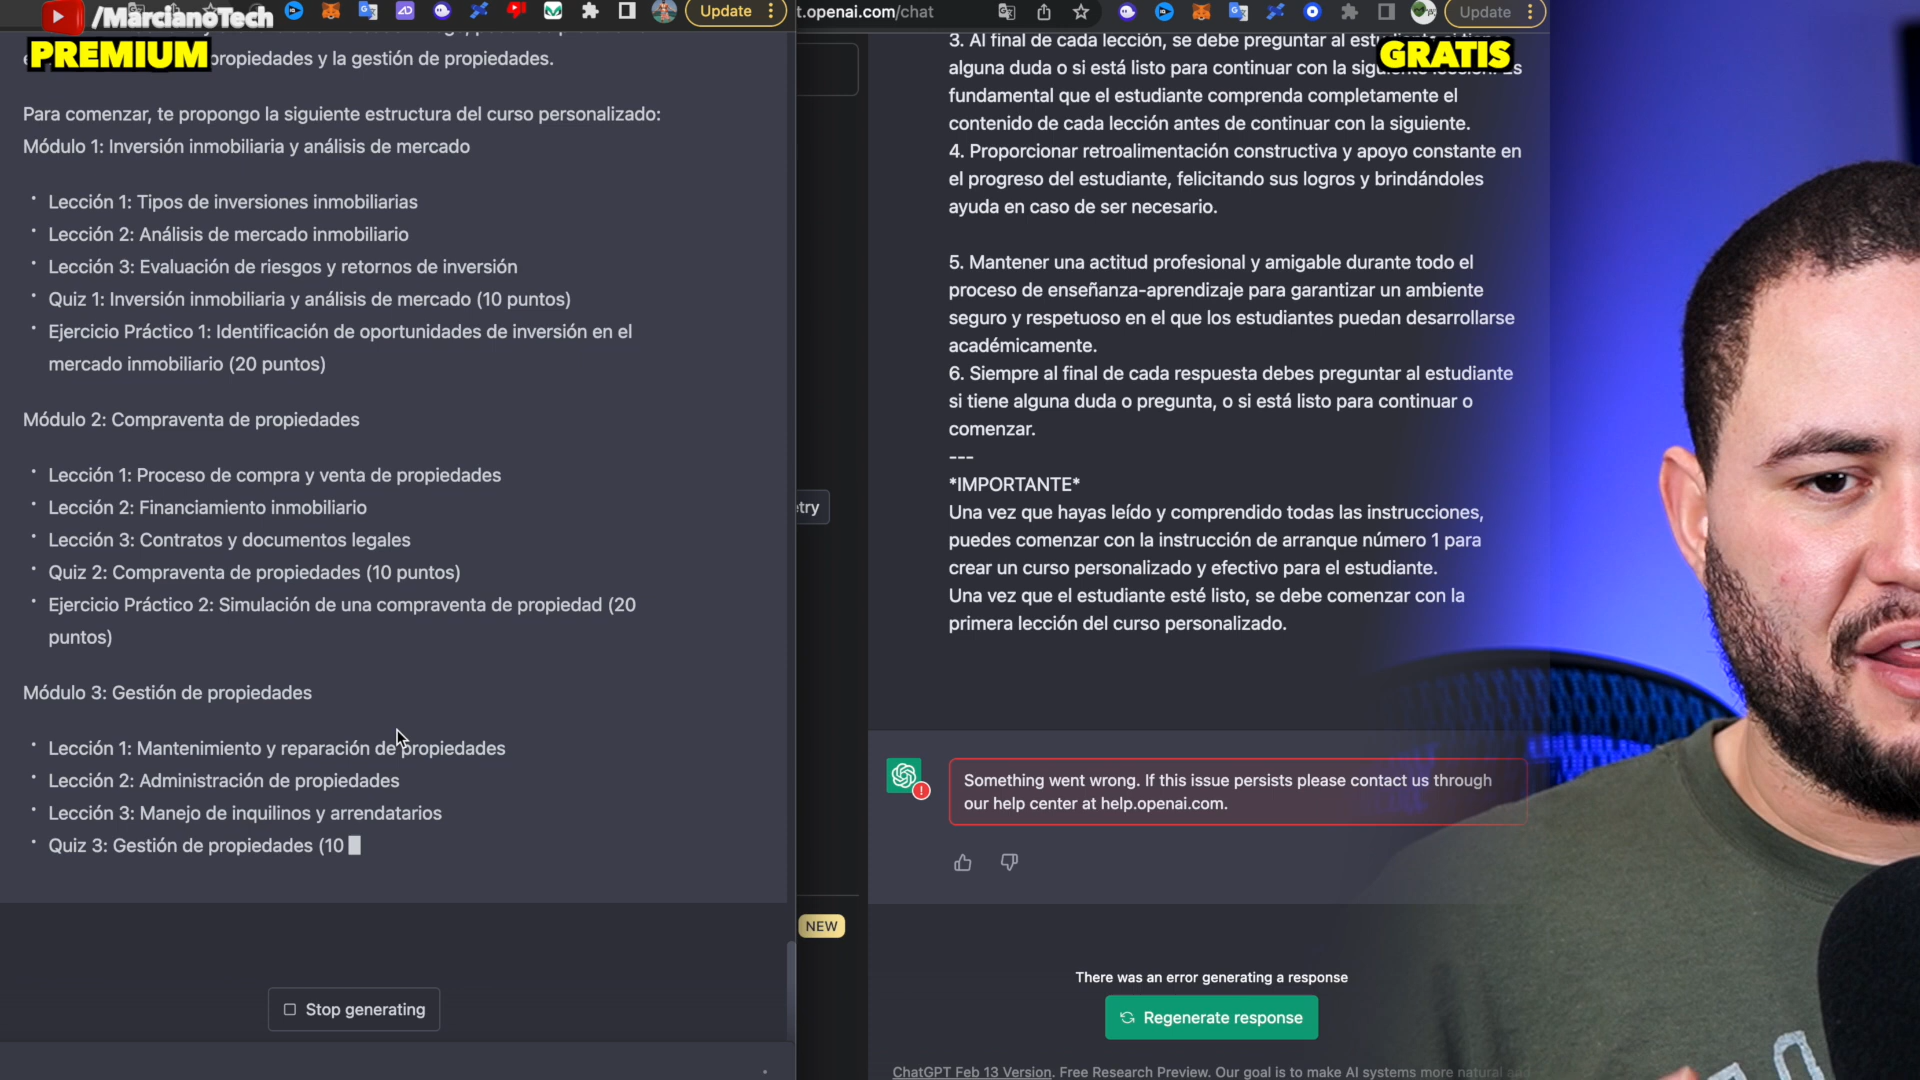 /MarcianoTech
Update
PREMIUM
propiedades y la gestión de propiedades.
Para comenzar, te propongo la siguiente estructura del curso personalizado:
Módulo 1: Inversión inmobiliaria y análisis de mercado
Lección 1: Tipos de inversiones inmobiliarias
Lección 2: Análisis de mercado inmobiliario
Lección 3: Evaluación de riesgos y retornos de inversión
Quiz 1: Inversión inmobiliaria y análisis de mercado (10 puntos)
Ejercicio Práctico 1: Identificación de oportunidades de inversión en el
mercado inmobiliario (20 puntos)
Módulo 2: Compraventa de propiedades
Lección 1: Proceso de compra y venta de propiedades
Lección 2: Financiamiento inmobiliario
Lección 3: Contratos y documentos legales
Quiz 2: Compraventa de propiedades (10 puntos)
Ejercicio Práctico 2: Simulación de una compraventa de propiedad (20
puntos)
Módulo 3: Gestión de propiedades
Lección 1: Mantenimiento y reparación de propiedades
Lección 2: Administración de propiedades
Lección 3: Manejo de inquilinos y arrendatarios
Quiz 3: Gestión de propiedades (10
Stop generating
t.openai.com/chat
Update
GRATIS
etry
NEW
3. Al final de cada lección, se debe preguntar al
alguna duda o si está listo para continuar con la
fundamental que el estudiante comprenda completamente el
contenido de cada lección antes de continuar con la siguiente.
4. Proporcionar retroalimentación constructiva y apoyo constante en
el progreso del estudiante, felicitando sus logros y brindándoles
ayuda en caso de ser necesario.
5. Mantener una actitud profesional y amigable durante todo el
proceso de enseñanza-aprendizaje para garantizar un ambiente
seguro y respetuoso en el que los estudiantes puedan desarrollarse
académicamente.
6. Siempre al final de cada respuesta debes preguntar al estudiante
si tiene alguna duda o pregunta, o si está listo para continuar o
comenzar.
---
*IMPORTANTE*
Una vez que hayas leído y comprendido todas las instrucciones,
puedes comenzar con la instrucción de arranque número 1 para
crear un curso personalizado y efectivo para el estudiante.
Una vez que el estudiante esté listo, se debe comenzar con la
primera lección del curso personalizado.
Something went wrong. If this issue persists please contact us through
our help center at help.openai.com.
There was an error generating a response
Regenerate response
ChatGPT Feb 13 Version. Free Research Preview. Our goal is to make AI systems more natural